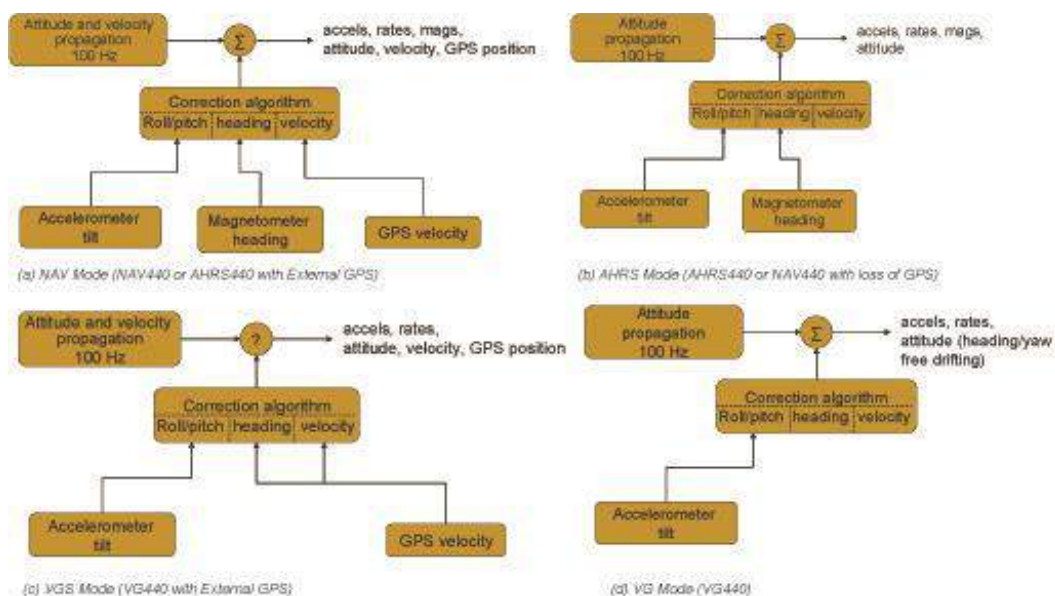 Attitude and velocity
propagation
100 Hz
Σ
accels, rates, mags,
attitude, velocity, GPS position
Correction algorithm
Roll/pitch heading velocity
Accelerometer
tilt
Magnetometer
heading
GPS velocity
(a) NAV Mode (NAV440 or AHRS440 with External GPS)
Attitude
propagation
100 Hz
Σ
accels, rates, mags,
attitude
Correction algorithm
Roll/pitch heading velocity
Accelerometer
tilt
Magnetometer
heading
(b) AHRS Mode (AHRS440 or NAV440 with loss of GPS)
Attitude and velocity
propagation
100 Hz
?
accels, rates,
attitude, velocity, GPS position
Correction algorithm
Roll/pitch heading velocity
Accelerometer
tilt
GPS velocity
(c) VGS Mode (VG440 with External GPS)
Attitude
propagation
100 Hz
Σ
accels, rates,
attitude (heading/yaw
free drifting)
Correction algorithm
Roll/pitch heading velocity
Accelerometer
tilt
(d) VG Mode (VG440)